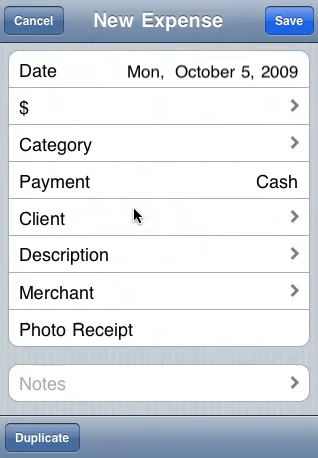 Cancel New Expense Save
Date Mon, October 5, 2009
$
Category
Payment Cash
Client
Description
Merchant
Photo Receipt
Notes
Duplicate